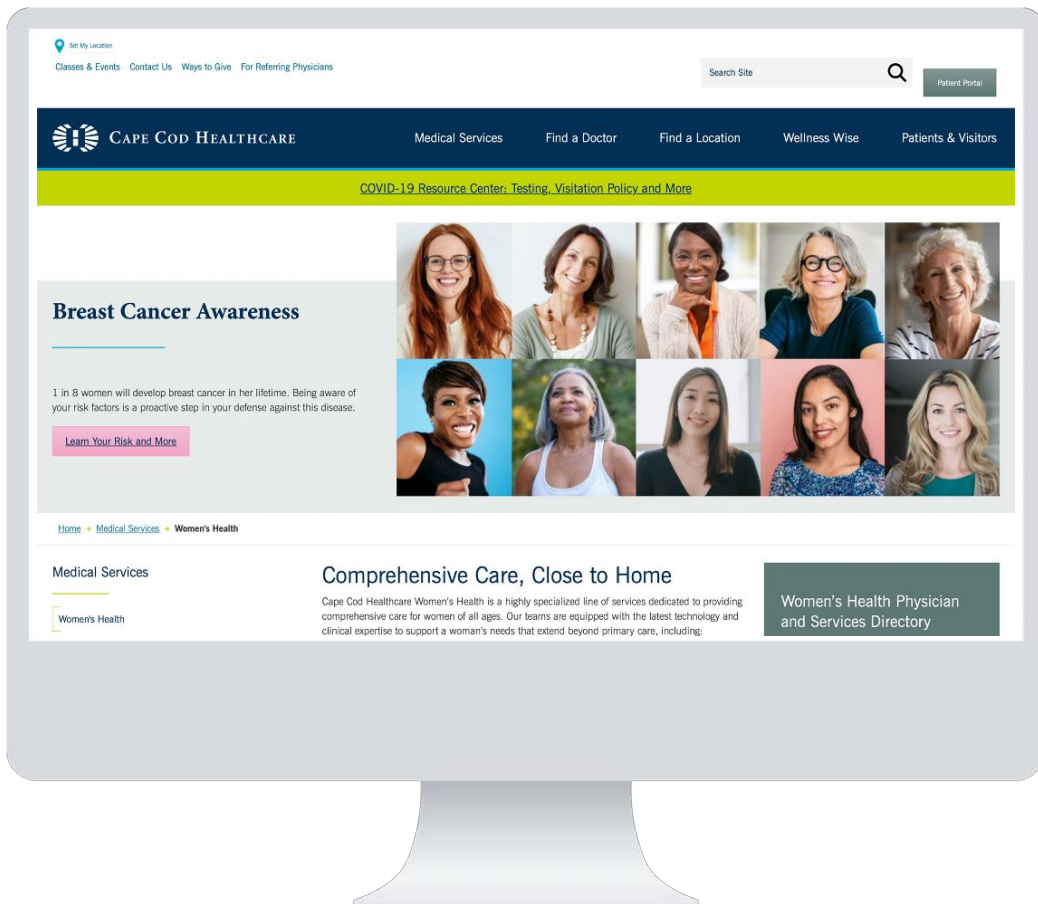 Set My Location
Classes & Events Contact Us Ways to Give For Referring Physicians
Search Site
Patient Portal
CAPE COD HEALTHCARE
Medical Services Find a Doctor Find a Location Wellness Wise Patients & Visitors
COVID-19 Resource Center: Testing, Visitation Policy and More
Breast Cancer Awareness
1 in 8 women will develop breast cancer in her lifetime. Being aware of
your risk factors is a proactive step in your defense against this disease.
Learn Your Risk and More
Home → Medical Services → Women's Health
Medical Services
Women's Health
Comprehensive Care, Close to Home
Cape Cod Healthcare Women's Health is a highly specialized line of services dedicated to providing
comprehensive care for women of all ages. Our teams are equipped with the latest technology and
clinical expertise to support a woman's needs that extend beyond primary care, including:
Women's Health Physician
and Services Directory